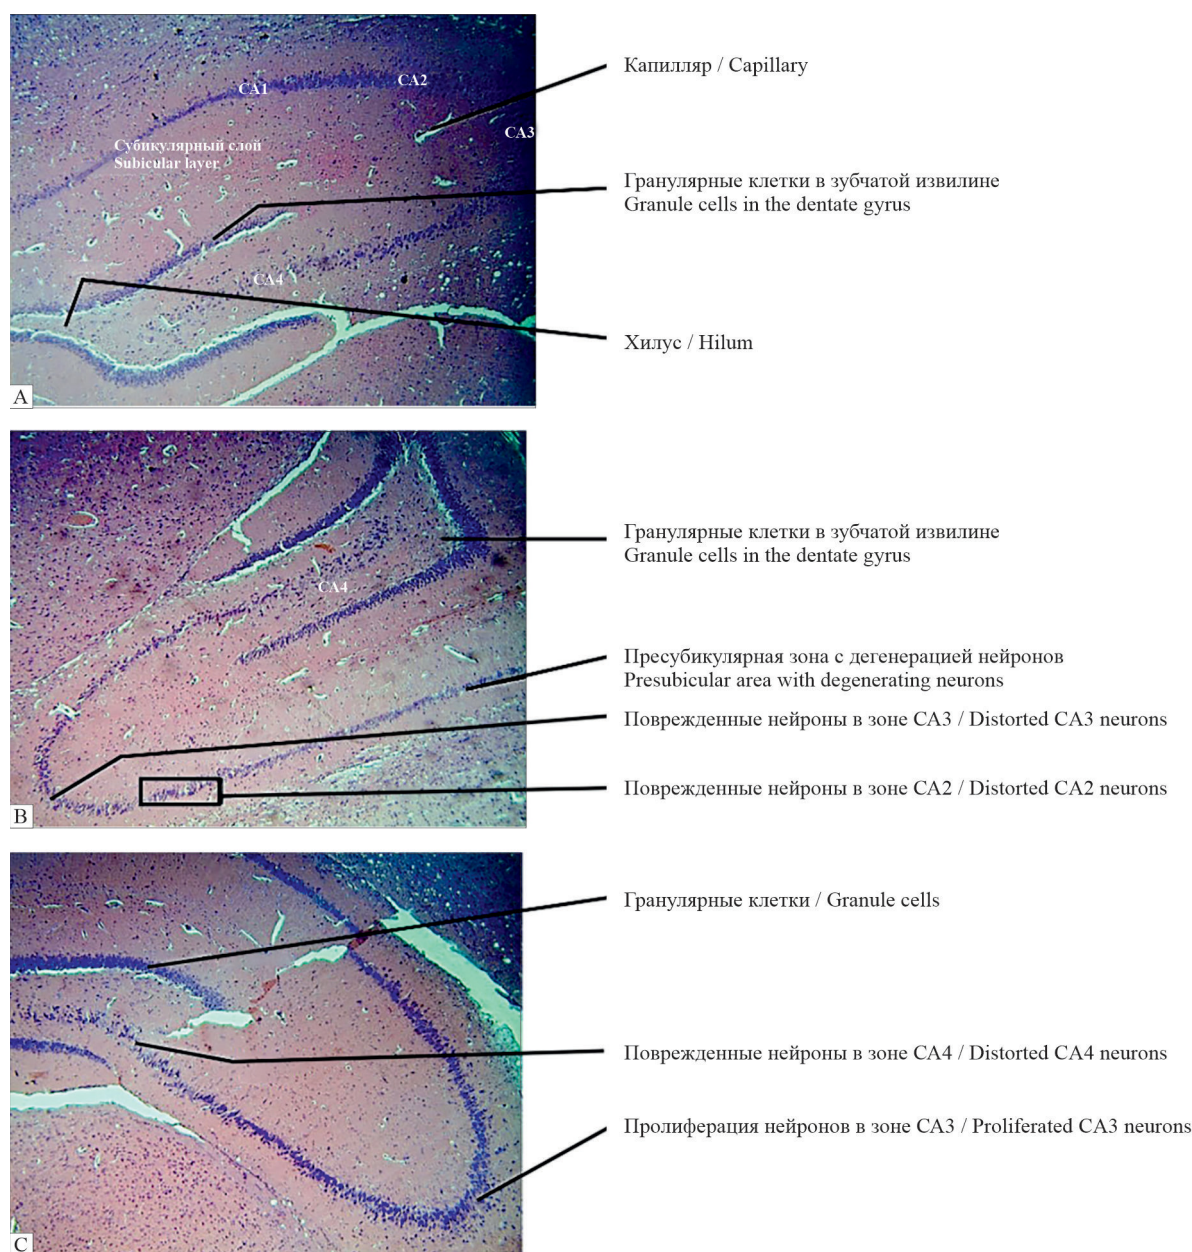 CA1
CA2
CA3
Субикулярный слой
Subicular layer
CA4
A
Капилляр / Capillary
Гранулярные клетки в зубчатой извилине
Granule cells in the dentate gyrus
Хилус / Hilum
CA4
B
Гранулярные клетки в зубчатой извилине
Granule cells in the dentate gyrus
Пресубикулярная зона с дегенерацией нейронов
Presubicular area with degenerating neurons
Поврежденные нейроны в зоне CA3 / Distorted CA3 neurons
Поврежденные нейроны в зоне CA2 / Distorted CA2 neurons
C
Гранулярные клетки / Granule cells
Поврежденные нейроны в зоне CA4 / Distorted CA4 neurons
Пролиферация нейронов в зоне CA3 / Proliferated CA3 neurons